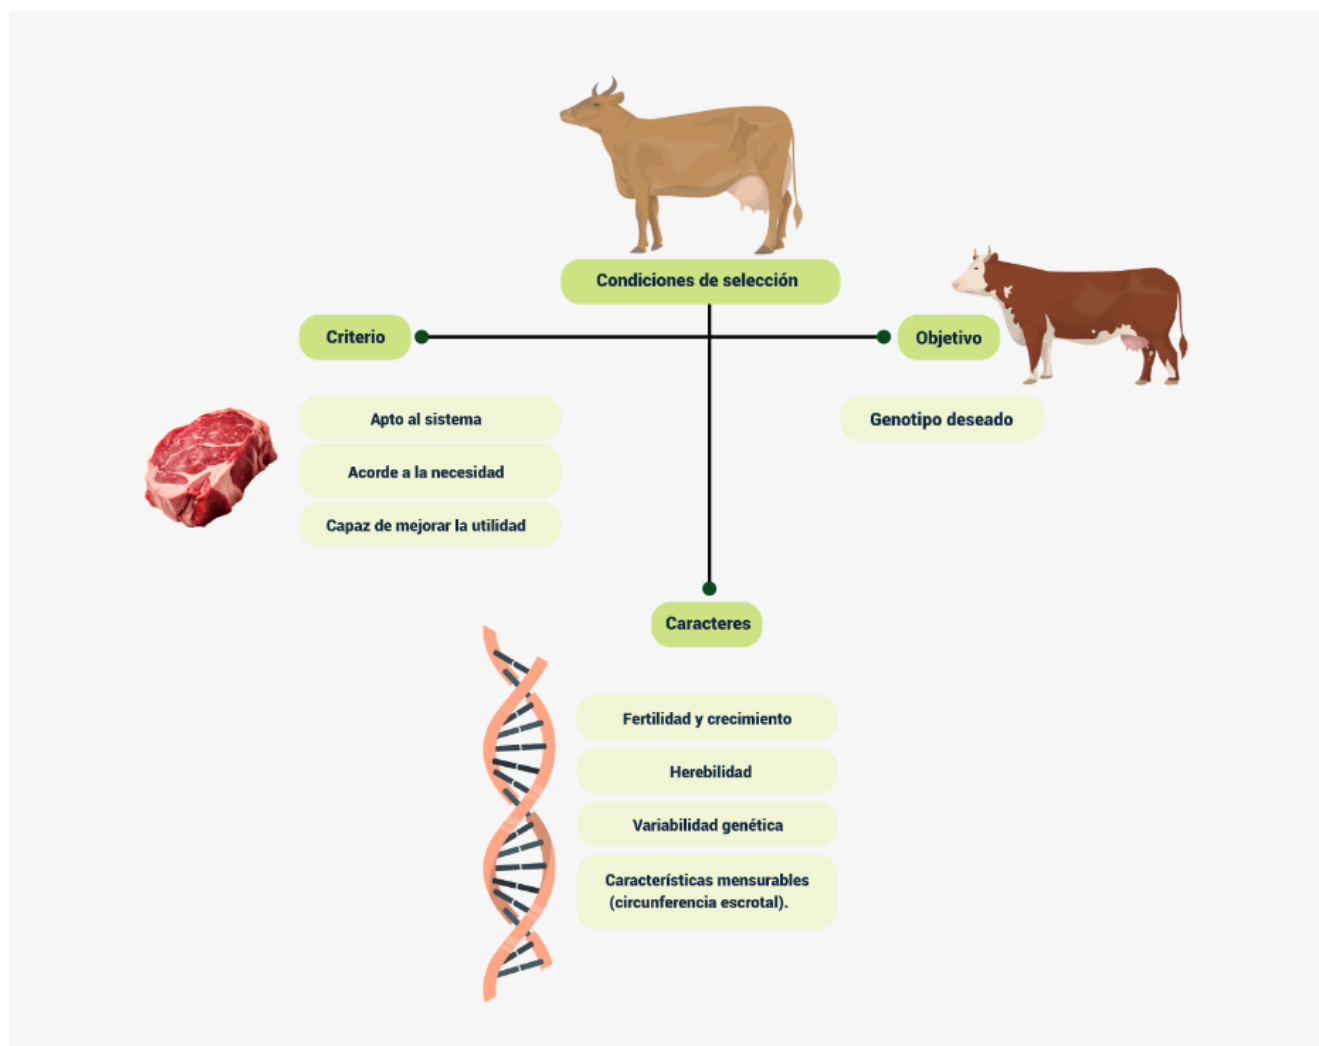 Condiciones de selección
Criterio
Objetivo
Apto al sistema
Acorde a la necesidad
Capaz de mejorar la utilidad
Genotipo deseado
Caracteres
Fertilidad y crecimiento
Herebilidad
Variabilidad genética
Características mensurables
(circunferencia escrotal).